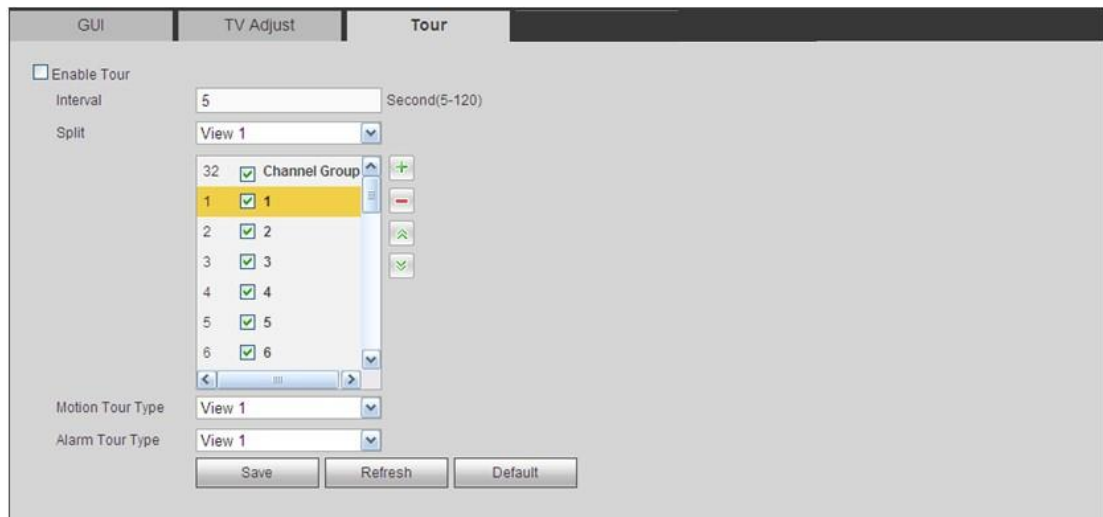 GUI TV Adjust Tour
Enable Tour
Interval 5 Second(5-120)
Split View 1
32 Channel Group
1 1
2 2
3 3
4 4
5 5
6 6
Motion Tour Type View 1
Alarm Tour Type View 1
Save Refresh Default